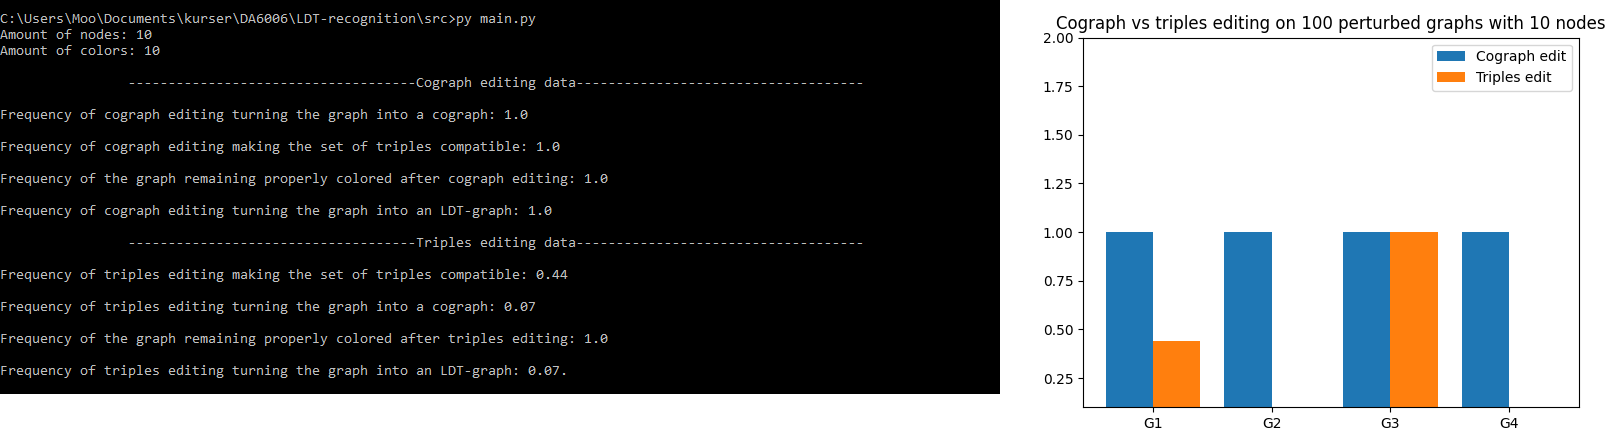 C:\Users\Moo\Documents\kurser\DA6006\LDT-recognition\src>py main.py
Amount of nodes: 10
Amount of colors: 10
------------------------------------Cograph editing data------------------------------------
Frequency of cograph editing turning the graph into a cograph: 1.0
Frequency of cograph editing making the set of triples compatible: 1.0
Frequency of the graph remaining properly colored after cograph editing: 1.0
Frequency of cograph editing turning the graph into an LDT-graph: 1.0
------------------------------------Triples editing data------------------------------------
Frequency of triples editing making the set of triples compatible: 0.44
Frequency of triples editing turning the graph into a cograph: 0.07
Frequency of the graph remaining properly colored after triples editing: 1.0
Frequency of triples editing turning the graph into an LDT-graph: 0.07.
Cograph vs triples editing on 100 perturbed graphs with 10 nodes
Cograph edit
Triples edit
2.00
1.75
1.50
1.25
1.00
0.75
0.50
0.25
G1 G2 G3 G4